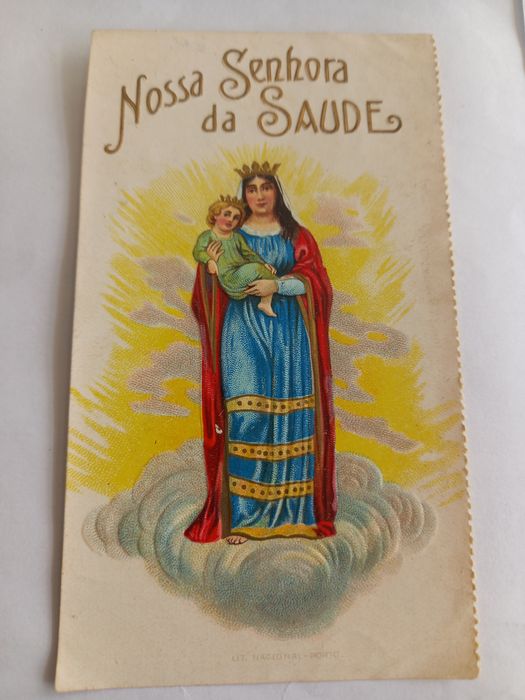 Nossa Senhora
da SAUDE
LIT. NACIONAL-PORTO